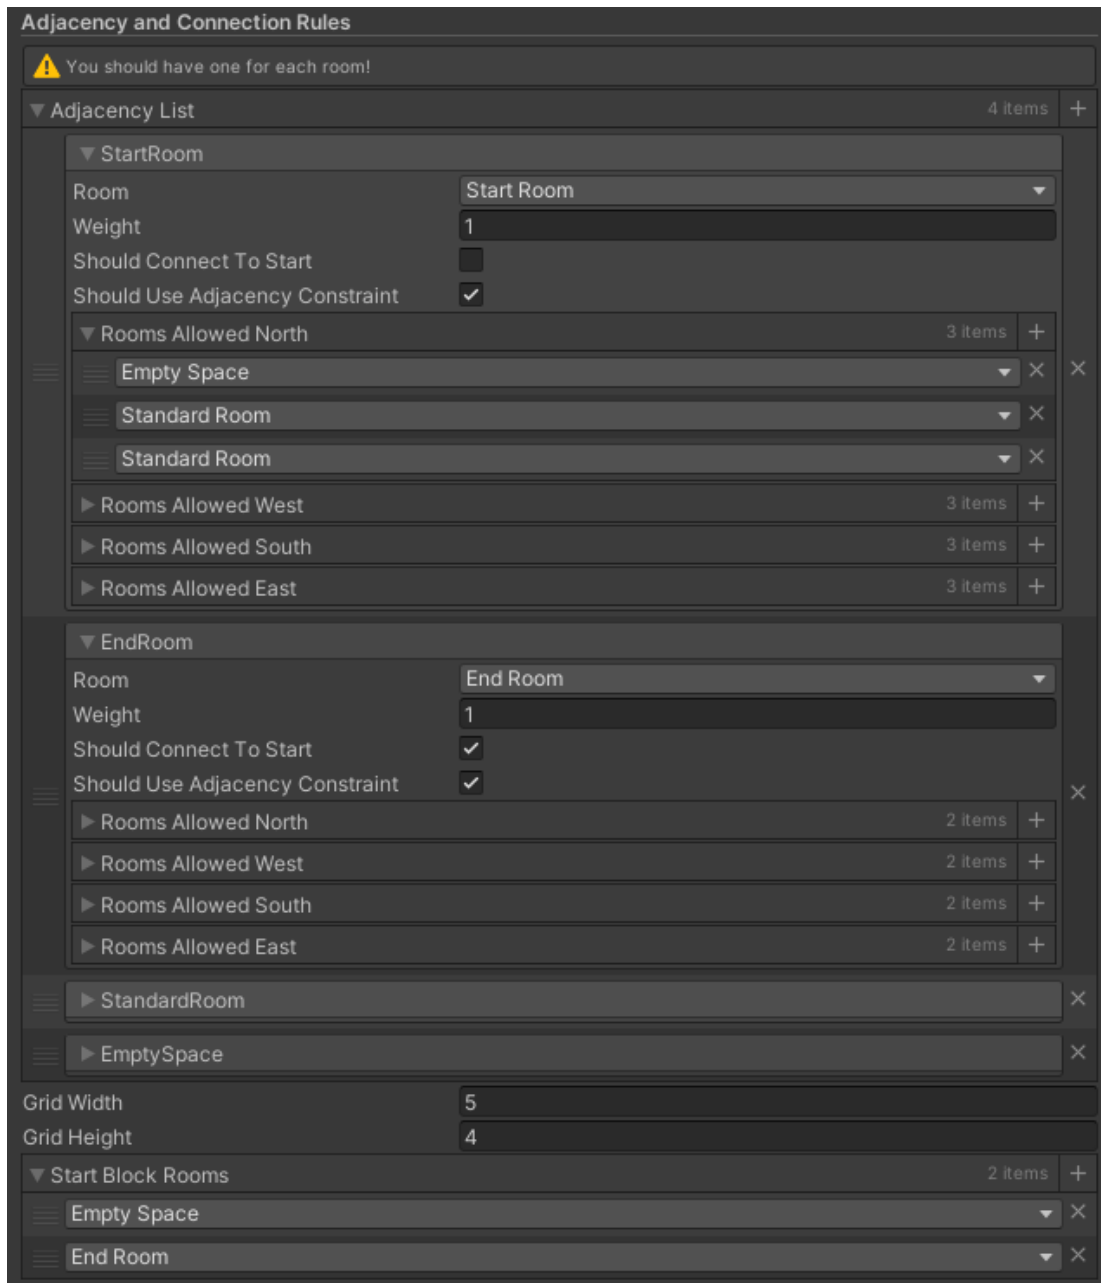 Adjacency and Connection Rules
You should have one for each room!
Adjacency List 4 items +
StartRoom
Room Start Room
Weight 1
Should Connect To Start
Should Use Adjacency Constraint
Rooms Allowed North 3 items +
Empty Space
Standard Room
Standard Room
Rooms Allowed West 3 items +
Rooms Allowed South 3 items +
Rooms Allowed East 3 items +
EndRoom
Room End Room
Weight 1
Should Connect To Start
Should Use Adjacency Constraint
Rooms Allowed North 2 items +
Rooms Allowed West 2 items +
Rooms Allowed South 2 items +
Rooms Allowed East 2 items +
StandardRoom
EmptySpace
Grid Width 5
Grid Height 4
Start Block Rooms 2 items +
Empty Space
End Room